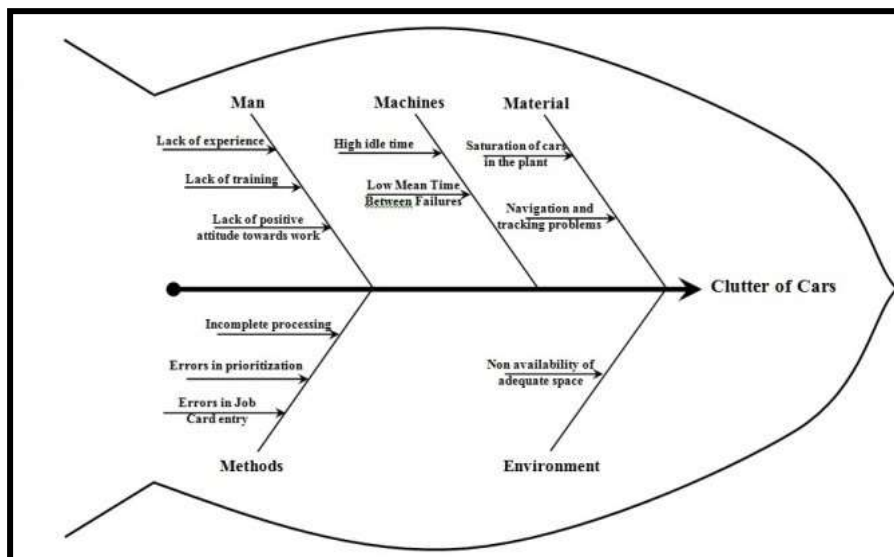 Man
Machines
Material
Lack of experience
Lack of training
Lack of positive
attitude towards work
High idle time
Low Mean Time
Between Failures
Saturation of cars
in the plant
Navigation and
tracking problems
Clutter of Cars
Incomplete processing
Errors in prioritization
Errors in Job
Card entry
Non availability of
adequate space
Methods
Environment